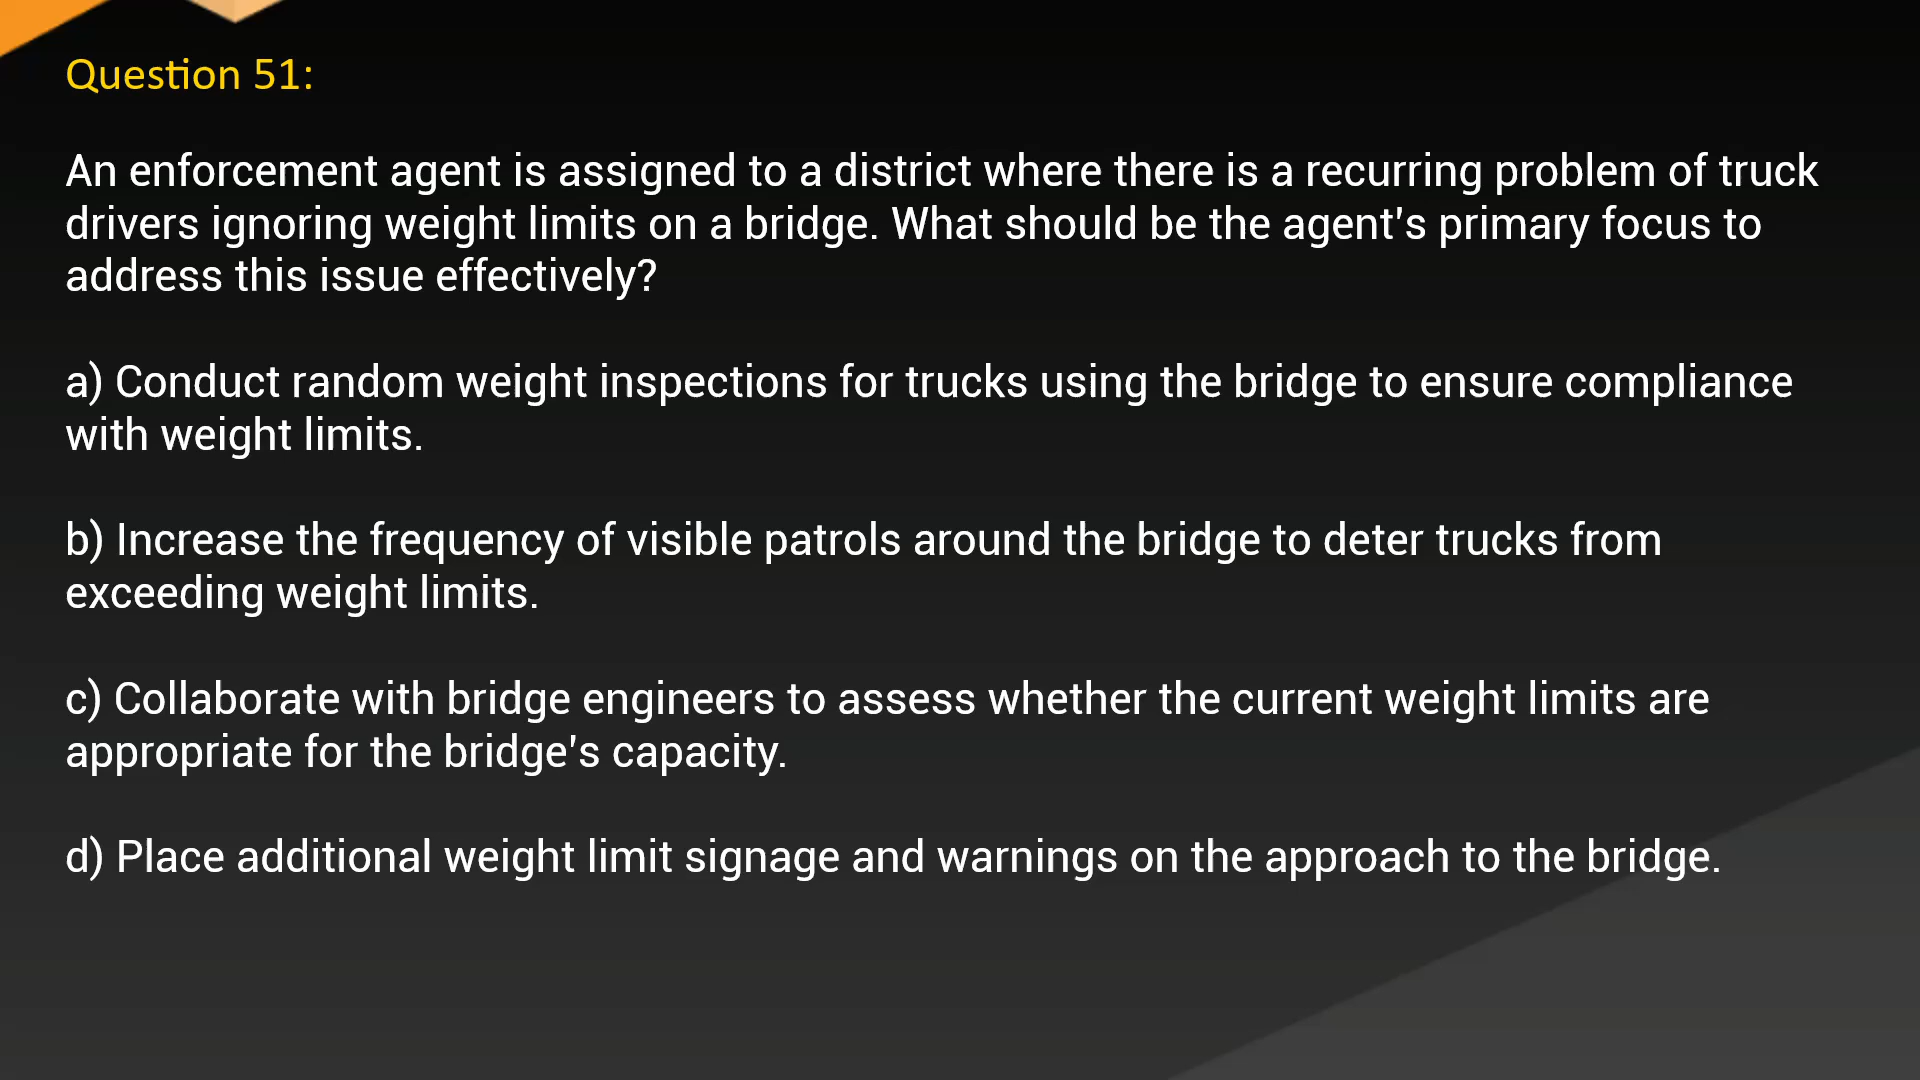 Question 51:
An enforcement agent is assigned to a district where there is a recurring problem of truck
drivers ignoring weight limits on a bridge. What should be the agent's primary focus to
address this issue effectively?
a) Conduct random weight inspections for trucks using the bridge to ensure compliance
with weight limits.
b) Increase the frequency of visible patrols around the bridge to deter trucks from
exceeding weight limits.
c) Collaborate with bridge engineers to assess whether the current weight limits are
appropriate for the bridge's capacity.
d) Place additional weight limit signage and warnings on the approach to the bridge.